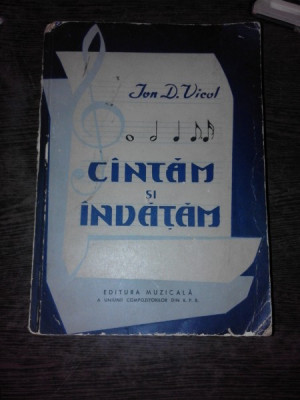 Ion D. Vicol
CÎNTĂM
ȘI
ÎNVĂȚĂM
EDITURA MUZICALĂ
A UNIUNII COMPOZITORILOR DIN R.P.R.